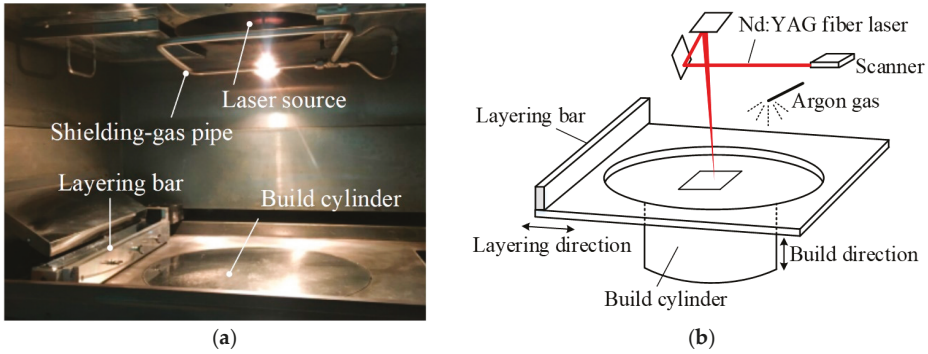 Laser source
Shielding-gas pipe
Layering bar
Build cylinder
(a)
Nd:YAG fiber laser
Scanner
Argon gas
Layering bar
Layering direction
Build direction
Build cylinder
(b)